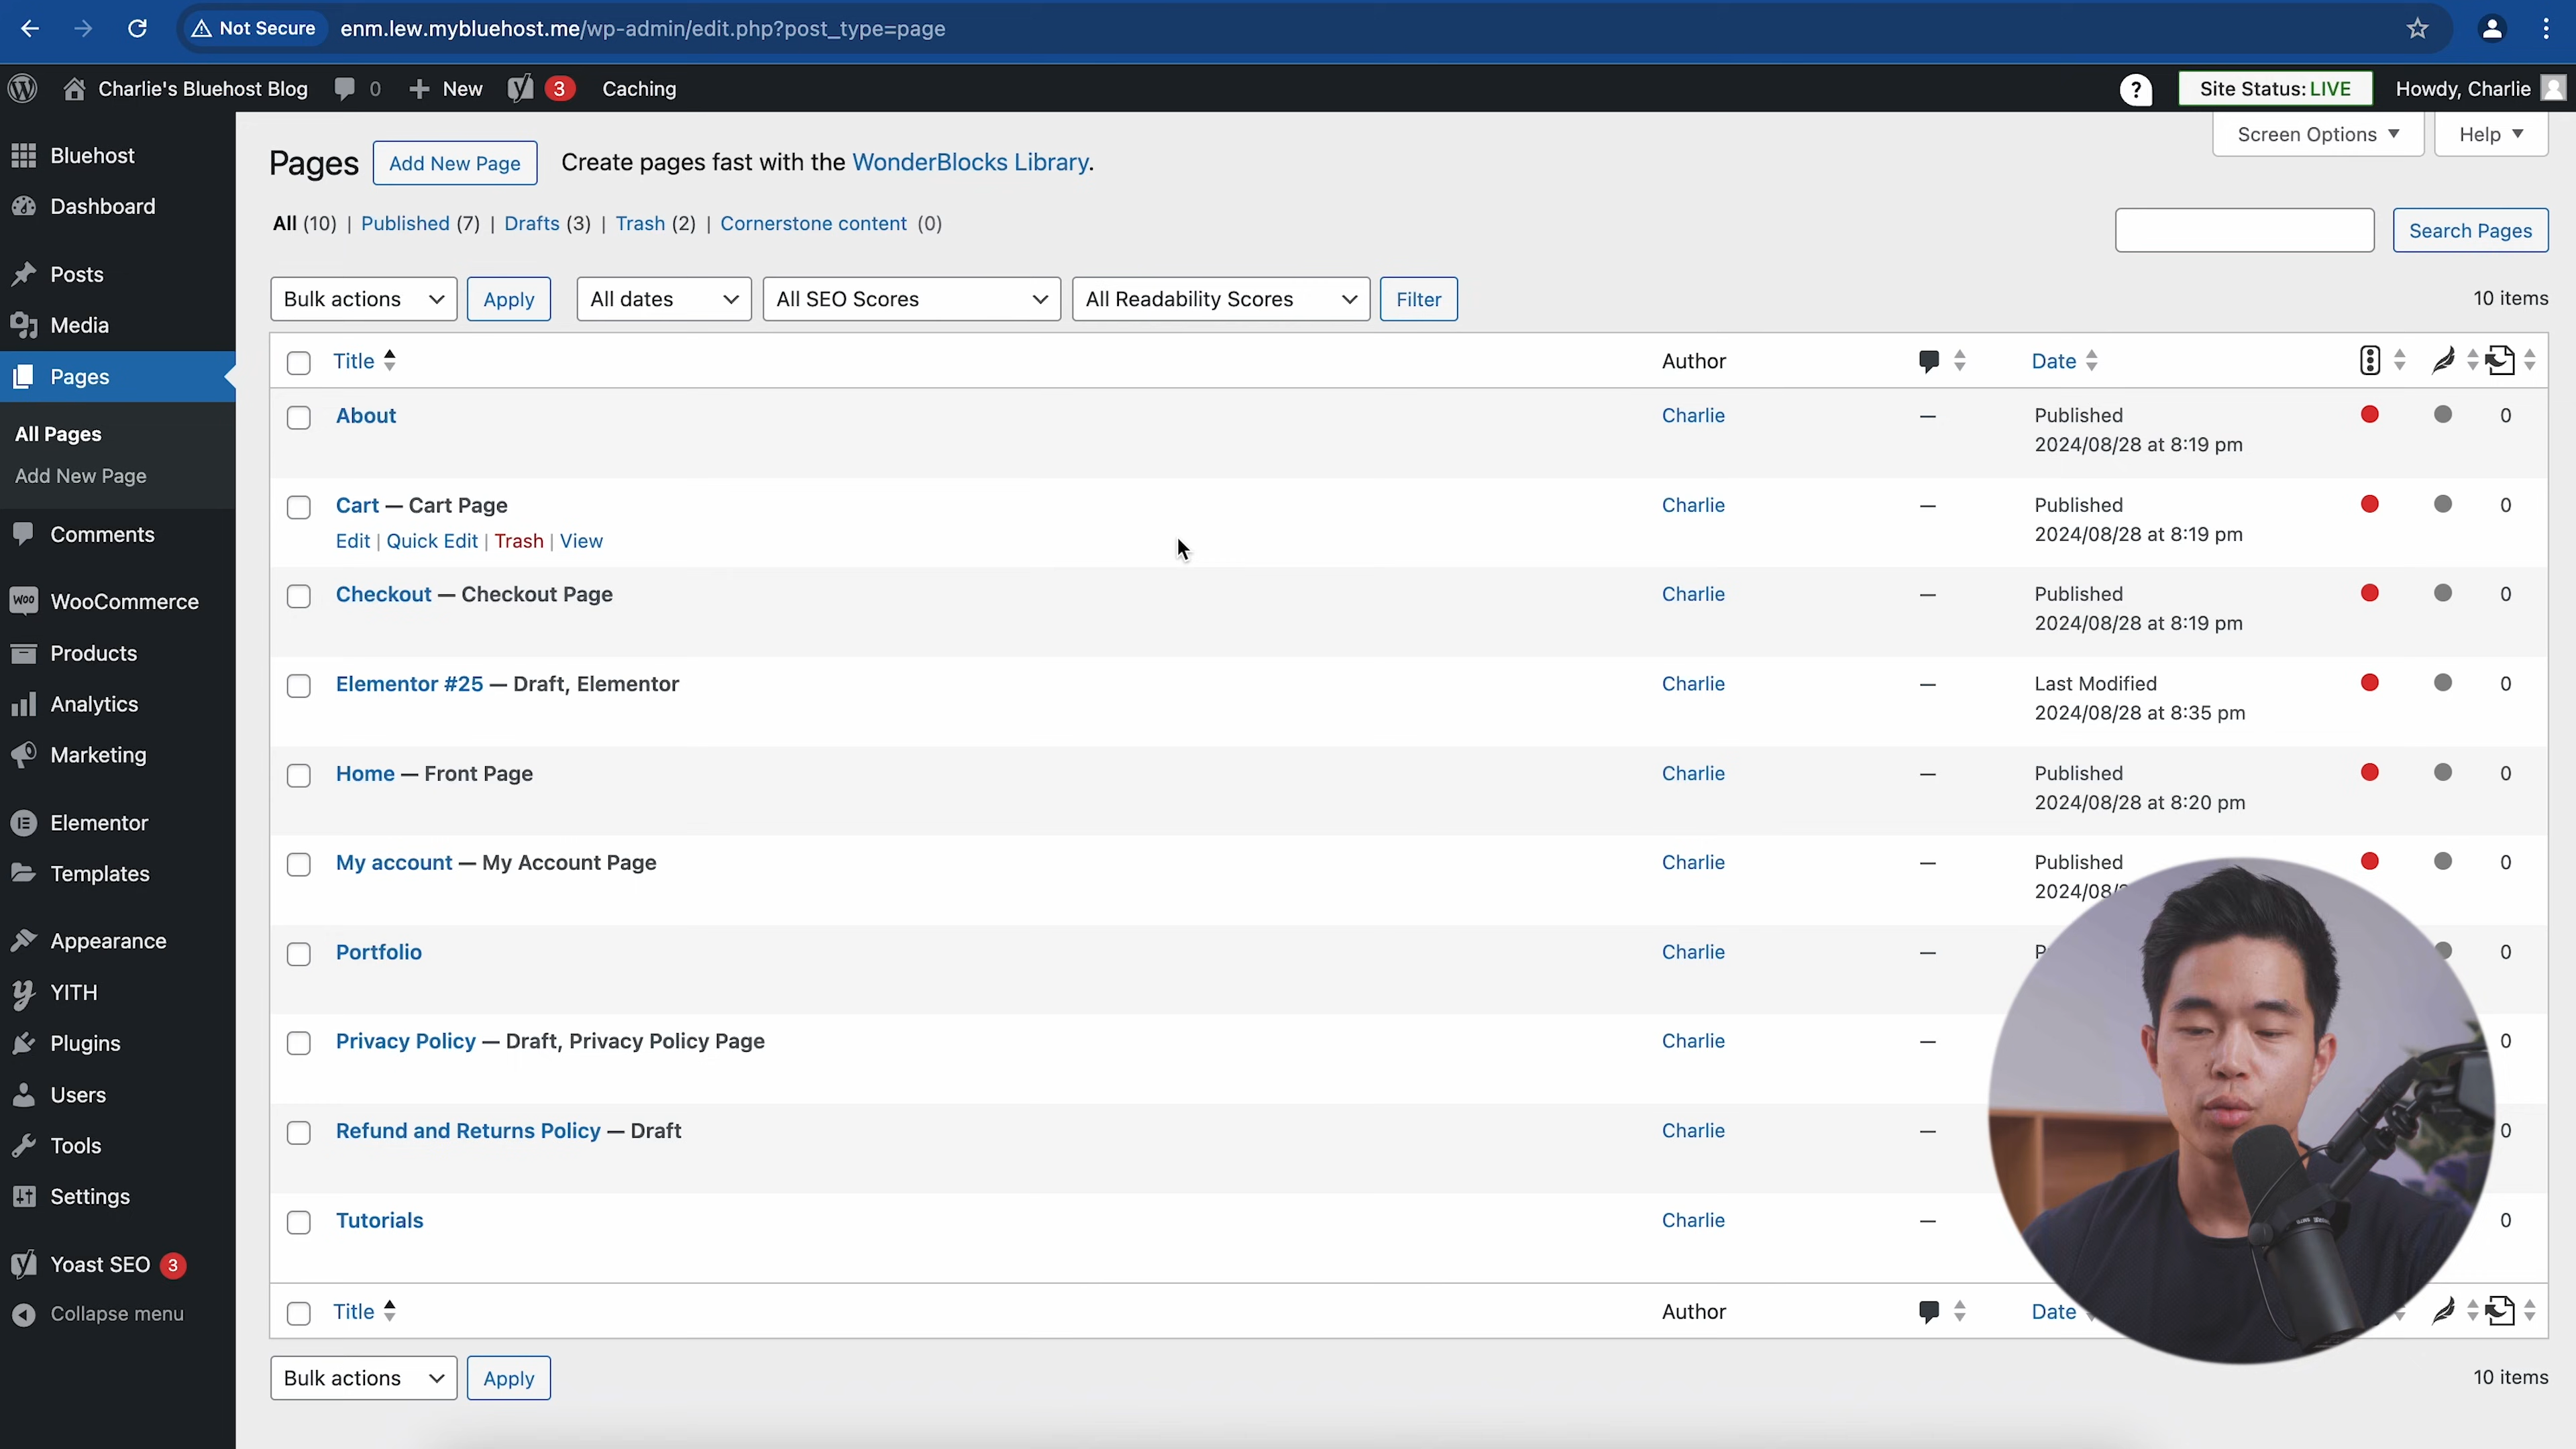 Not Secure enm.lew.mybluehost.me/wp-admin/edit.php?post_type=page
Charlie's Bluehost Blog 0 New 3 Caching ? Site Status: LIVE Howdy, Charlie
Bluehost
Dashboard
Posts
Media
Pages
All Pages
Add New Page
Comments
WooCommerce
Products
Analytics
Marketing
Elementor
Templates
Appearance
YITH
Plugins
Users
Tools
Settings
Yoast SEO 3
Collapse menu
Screen Options Help
Pages Add New Page Create pages fast with the WonderBlocks Library.
All (10) | Published (7) | Drafts (3) | Trash (2) | Cornerstone content (0)
Search Pages
Bulk actions Apply All dates All SEO Scores All Readability Scores Filter 10 items
Title Author Date
About Charlie — Published 0
2024/08/28 at 8:19 pm
Cart — Cart Page Charlie — Published 0
Edit | Quick Edit | Trash | View 2024/08/28 at 8:19 pm
Checkout — Checkout Page Charlie — Published 0
2024/08/28 at 8:19 pm
Elementor #25 — Draft, Elementor Charlie — Last Modified 0
2024/08/28 at 8:35 pm
Home — Front Page Charlie — Published 0
2024/08/28 at 8:20 pm
My account — My Account Page Charlie — Published 0
2024/08/
Portfolio Charlie — 0
Privacy Policy — Draft, Privacy Policy Page Charlie — 0
Refund and Returns Policy — Draft Charlie — 0
Tutorials Charlie — 0
Title Author Date
Bulk actions Apply 10 items